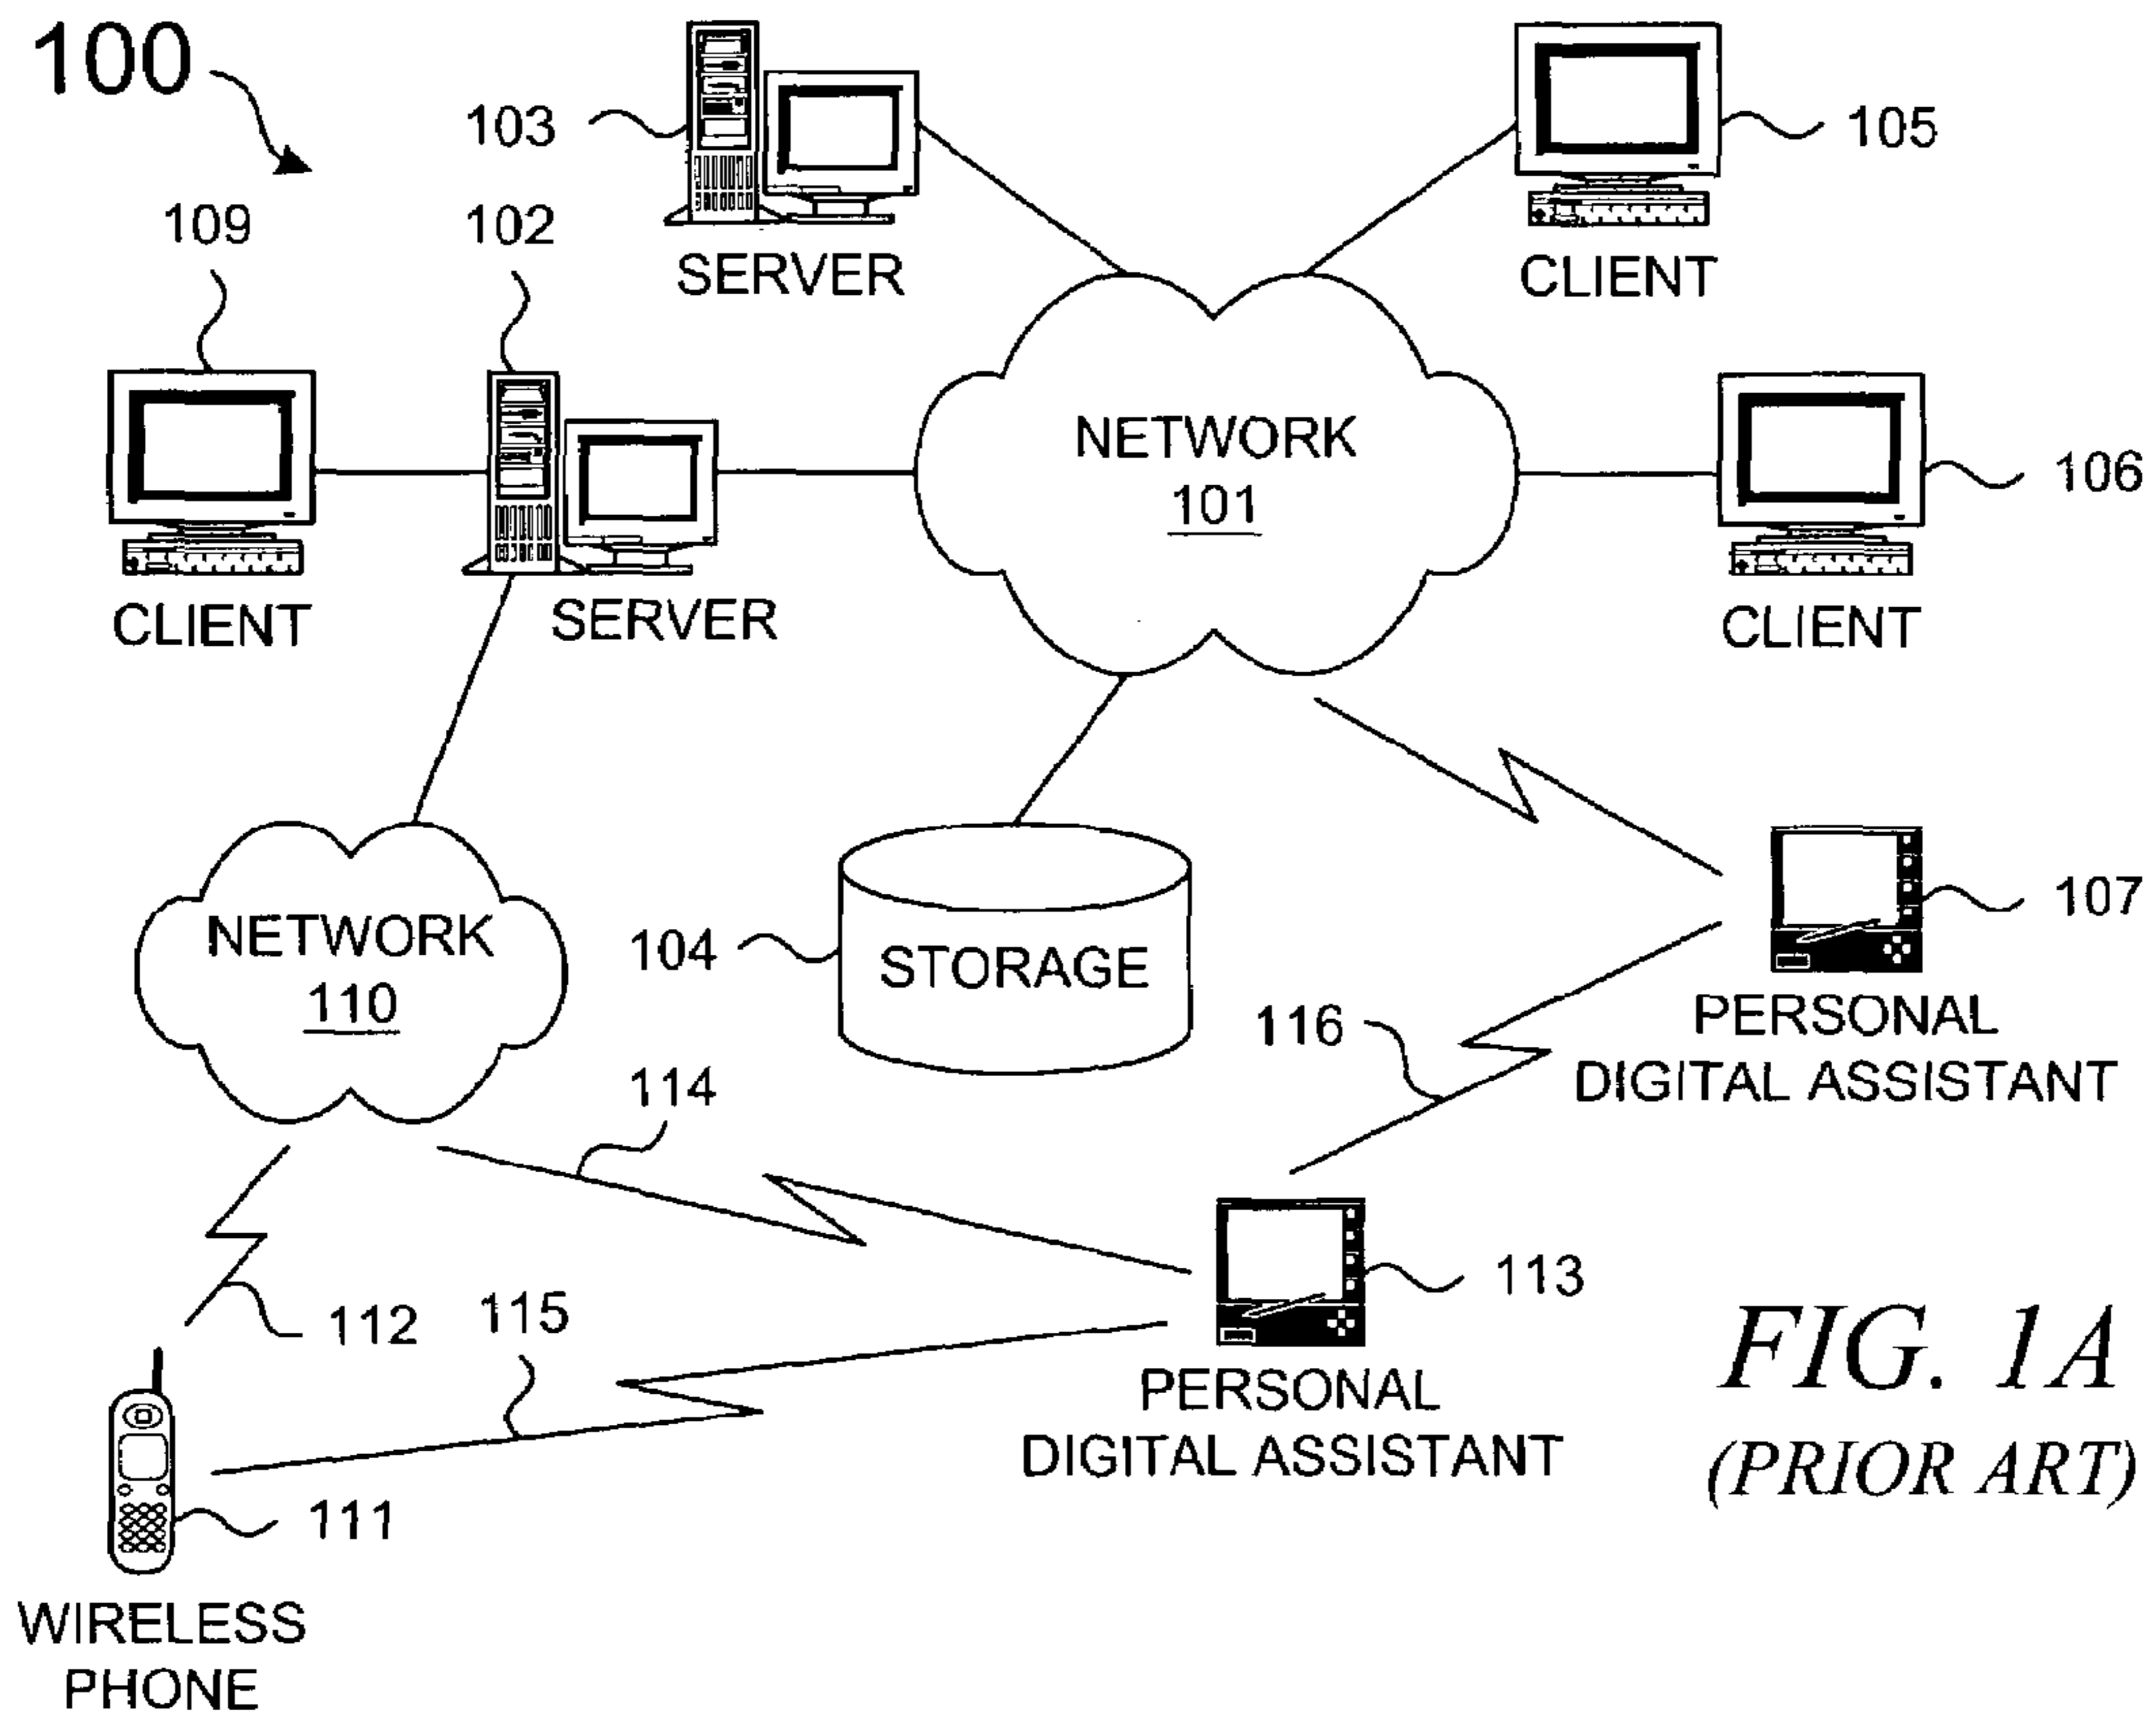 100
103
105
109
102
SERVER
CLIENT
NETWORK
101
106
CLIENT
SERVER
CLIENT
107
NETWORK
110
104
STORAGE
116
PERSONAL
DIGITAL ASSISTANT
114
113
112
115
PERSONAL
DIGITAL ASSISTANT
111
WIRELESS
PHONE
FIG. 1A
(PRIOR ART)